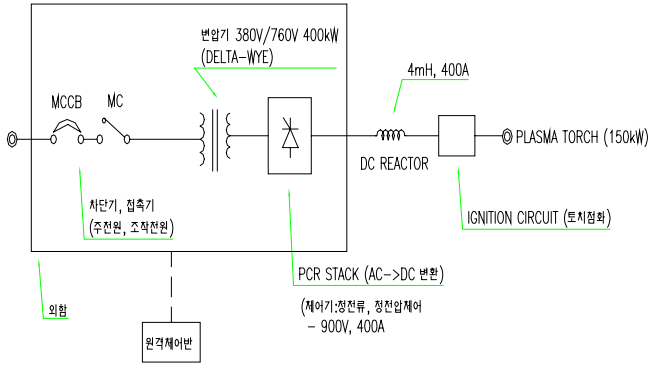 변압기 380V/760V 400kW
(DELTA-WYE)
4mH, 400A
MCCB
MC
DC REACTOR
PLASMA TORCH (150kW)
차단기, 접촉기
(주전원, 조작전원)
IGNITION CIRCUIT (토치점화)
PCR STACK (AC->DC 변환)
(제어기:정전류, 정전압제어
- 900V, 400A
외함
원격제어반